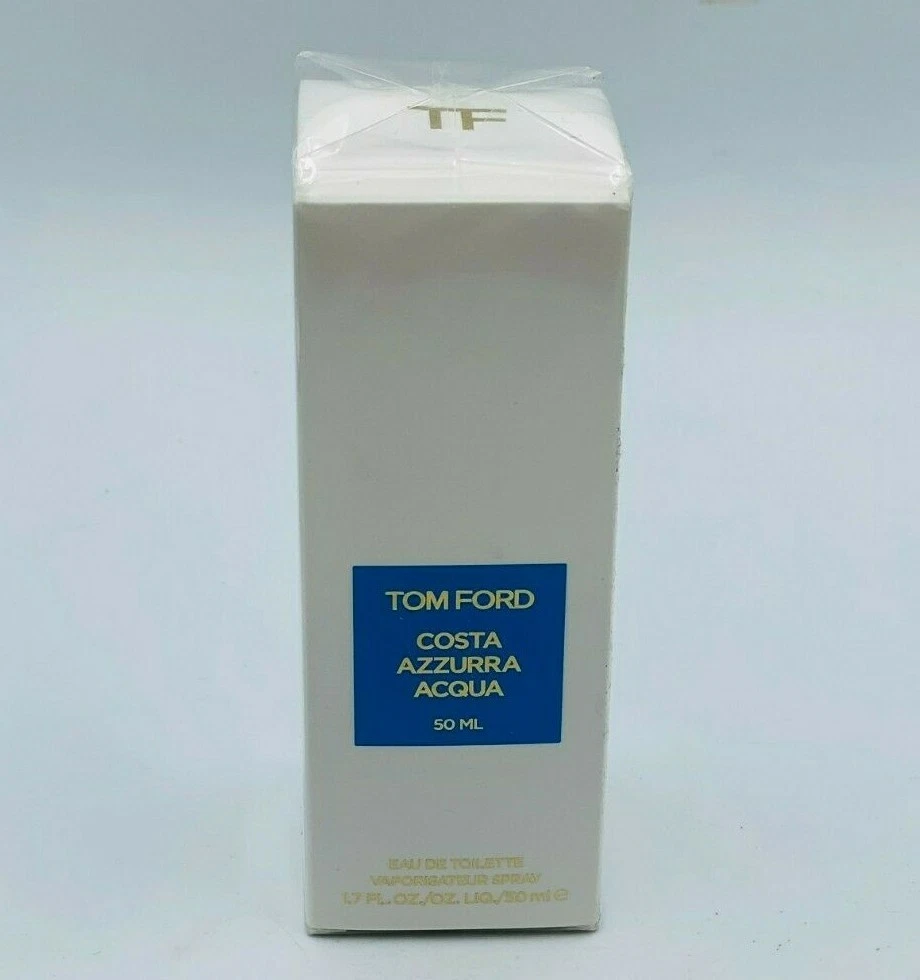 TF
TOM FORD
COSTA
AZZURRA
ACQUA
50 ML
EAU DE TOILETTE
VAPORISATEUR SPRAY
1.7 FL. OZ./OZ. LIQ./50 ml e